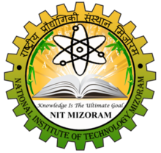 राष्ट्रीय प्रौद्योगिकी संस्थान मिजोरम
Knowledge Is The Ultimate Goal
NIT MIZORAM
NATIONAL INSTITUTE OF TECHNOLOGY MIZORAM